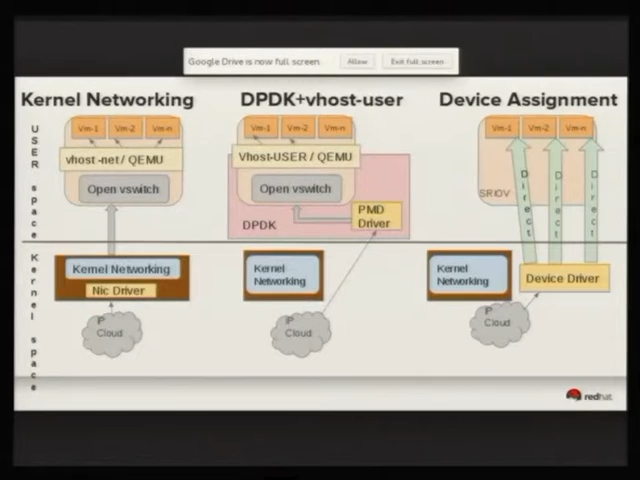 Google Drive is now full screen.
Allow
Exit full screen
Kernel Networking
DPDK+vhost-user
Device Assignment
USER space
Vm-1
Vm-2
Vm-n
vhost -net / QEMU
Open vswitch
Vm-1
Vm-2
Vm-n
Vhost-USER / QEMU
Open vswitch
DPDK
PMD
Driver
Vm-1
Vm-2
Vm-n
SRIOV
Direct
Direct
Direct
Kernel space
Kernel Networking
Nic Driver
IP
Cloud
Kernel
Networking
IP
Cloud
Kernel
Networking
Device Driver
IP
Cloud
redhat